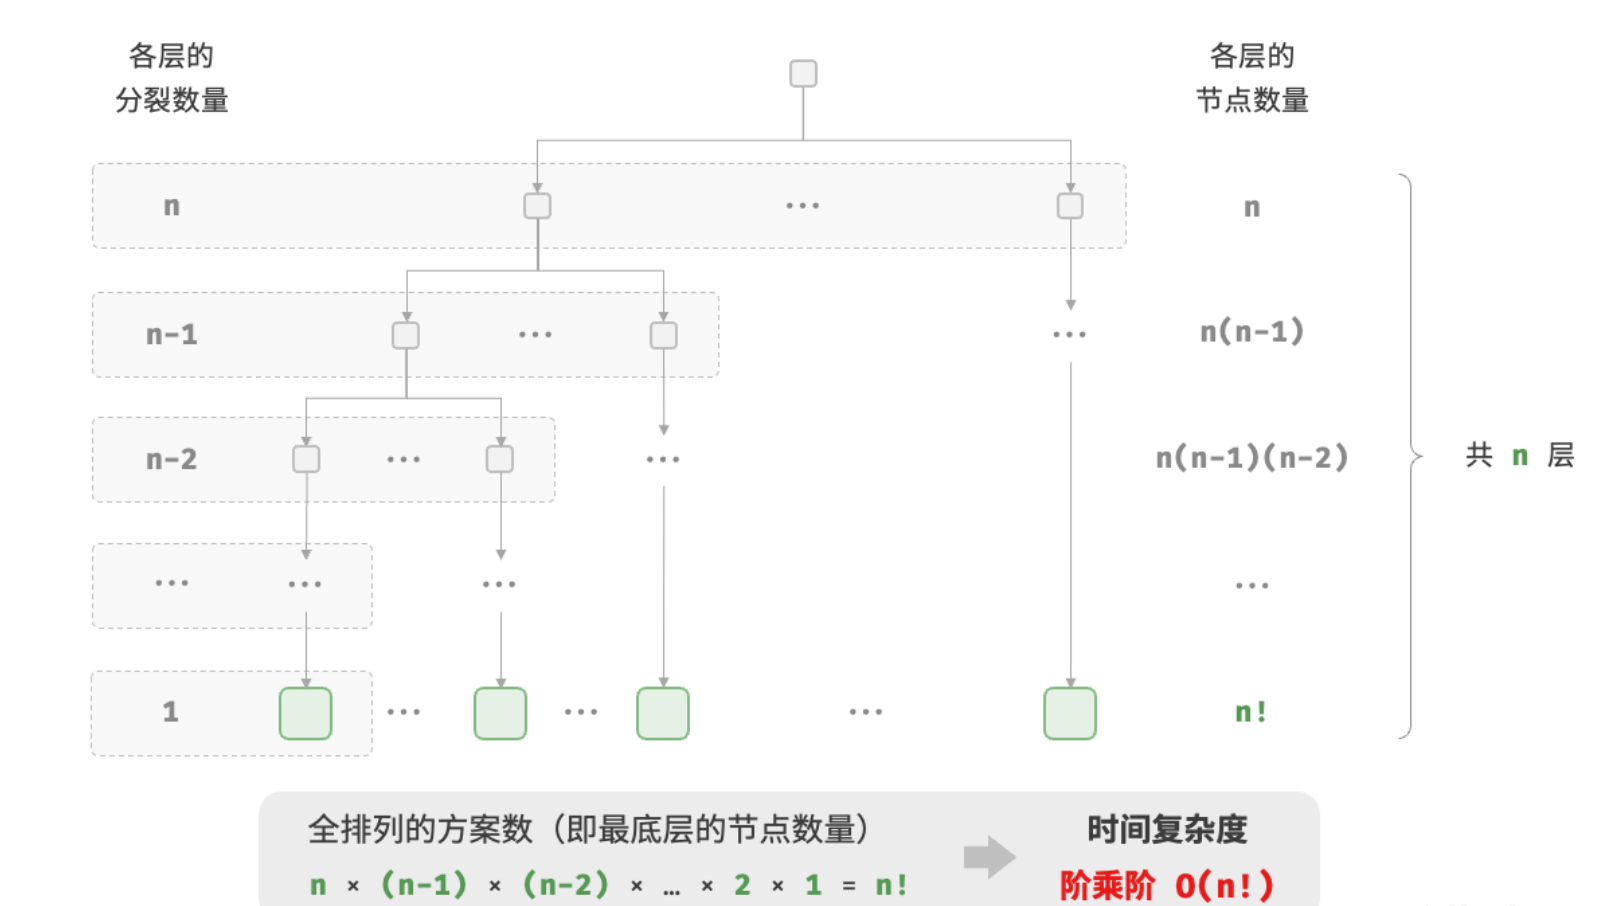 各层的
分裂数量
各层的
节点数量
n
···
n
n-1
···
···
n(n-1)
n-2
···
···
n(n-1)(n-2)
共 n 层
···
···
···
···
1
···
···
···
n!
全排列的方案数（即最底层的节点数量）
时间复杂度
n × (n-1) × (n-2) × … × 2 × 1 = n!
阶乘阶 O(n!)